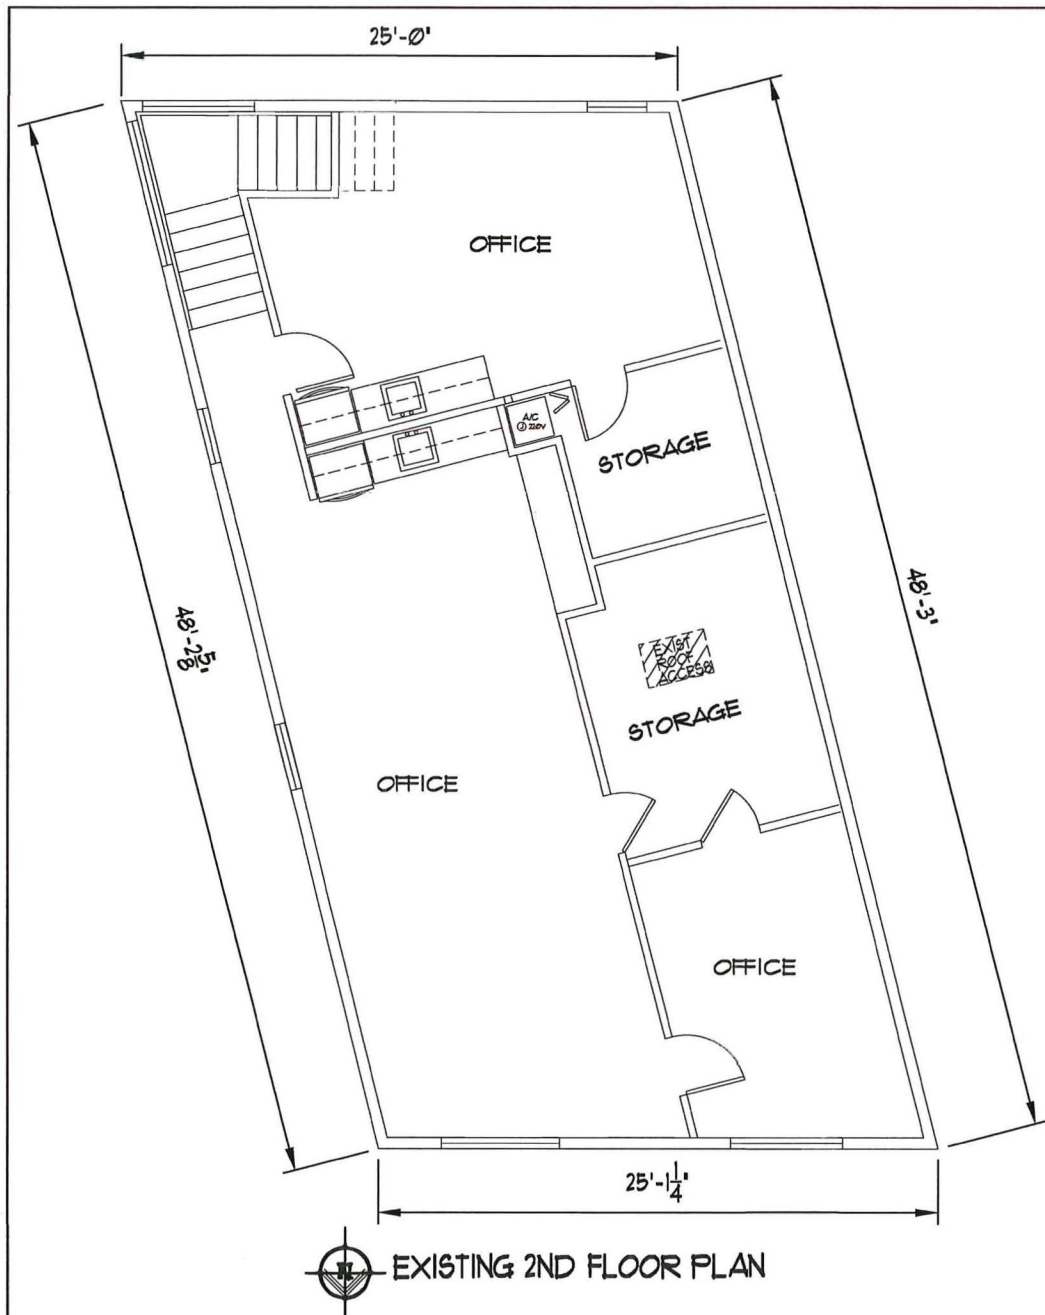 25'-0"
OFFICE
A/C
220V
STORAGE
48'-3"
48'-2 5/8"
EXIST
ROOF
ACCESS
STORAGE
OFFICE
OFFICE
25'-1 1/4"
N
EXISTING 2ND FLOOR PLAN